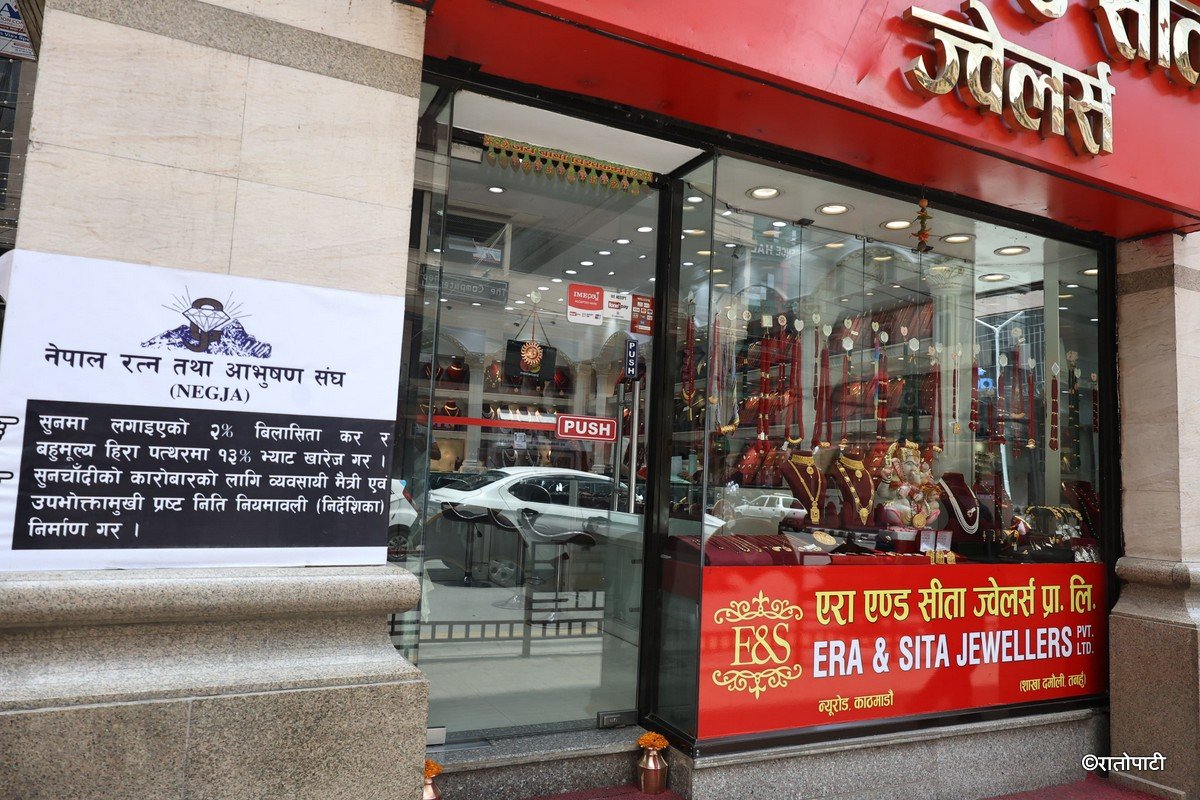 सित
ज्वेलर्स
नेपाल रत्न तथा आभुषण संघ
(NEGJA)
सुनमा लगाइएको २% बिलासिता कर र
बहुमूल्य हिरा पत्थरमा १३% भ्याट खारेज गर ।
सुनचाँदीको कारोबारको लागि व्यवसायी मैत्री एवं
उपभोक्तामुखी प्रष्ट निति नियमावली (निर्देशिका)
निर्माण गर ।
IME pay
PUSH
PUSH
E&S
एरा एण्ड सीता ज्वेलर्स प्रा. लि.
ERA & SITA JEWELLERS PVT. LTD.
न्यूरोड, काठमाडौ
(शाखा दमौली, तनहुँ)
©रातोपाटी